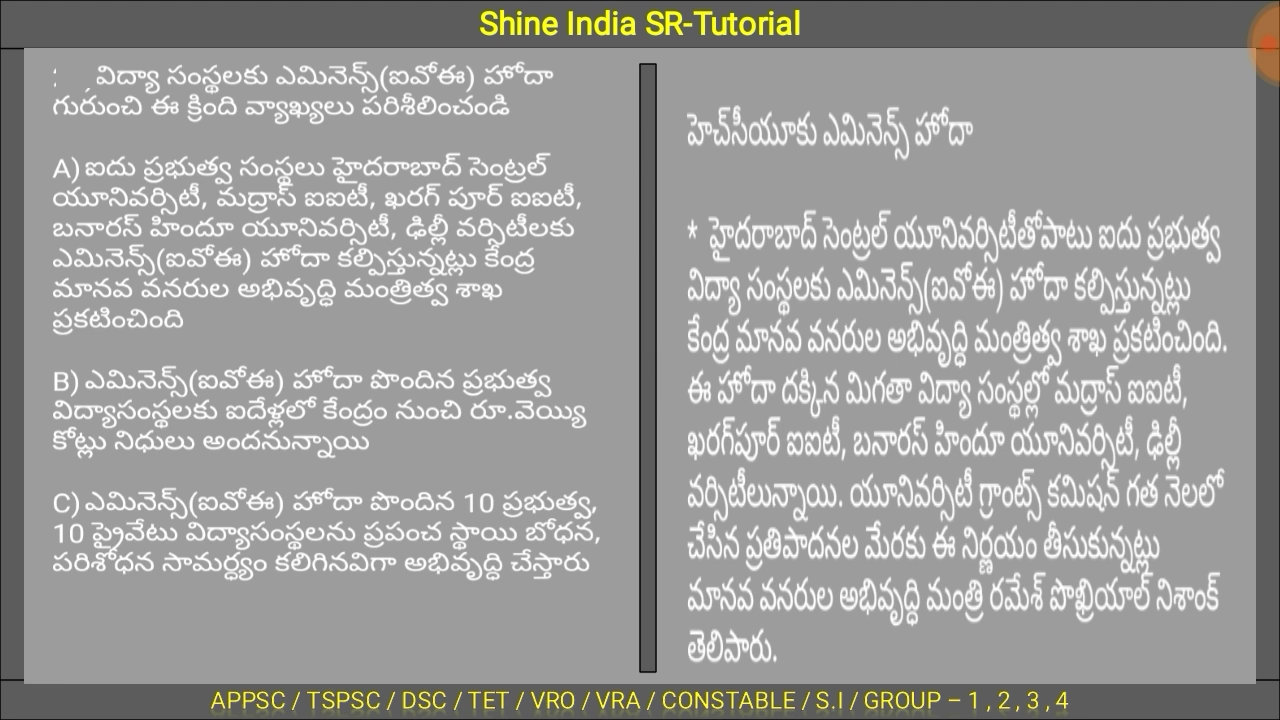 Shine India SR-Tutorial
విద్యా సంస్థలకు ఎమినెన్స్(ఐవోఈ) హోదా
గురుంచి ఈ క్రింది వ్యాఖ్యలు పరిశీలించండి
A) ఐదు ప్రభుత్వ సంస్థలు హైదరాబాద్ సెంట్రల్
యూనివర్సిటీ, మద్రాస్ ఐఐటీ, ఖరగ్ పూర్ ఐఐటీ,
బనారస్ హిందూ యూనివర్సిటీ, ఢిల్లీ వర్సిటీలకు
ఎమినెన్స్(ఐవోఈ) హోదా కల్పిస్తున్నట్లు కేంద్ర
మానవ వనరుల అభివృద్ధి మంత్రిత్వ శాఖ
ప్రకటించింది
B) ఎమినెన్స్(ఐవోఈ) హోదా పొందిన ప్రభుత్వ
విద్యాసంస్థలకు ఐదేళ్లలో కేంద్రం నుంచి రూ.వెయ్యి
కోట్లు నిధులు అందనున్నాయి
C) ఎమినెన్స్(ఐవోఈ) హోదా పొందిన 10 ప్రభుత్వ,
10 ప్రైవేటు విద్యాసంస్థలను ప్రపంచ స్థాయి బోధన,
పరిశోధన సామర్ధ్యం కలిగినవిగా అభివృద్ధి చేస్తారు
హెచ్‌సీయూకు ఎమినెన్స్ హోదా
* హైదరాబాద్ సెంట్రల్ యూనివర్సిటీతోపాటు ఐదు ప్రభుత్వ
విద్యా సంస్థలకు ఎమినెన్స్(ఐవోఈ) హోదా కల్పిస్తున్నట్లు
కేంద్ర మానవ వనరుల అభివృద్ధి మంత్రిత్వ శాఖ ప్రకటించింది.
ఈ హోదా దక్కిన మిగతా విద్యా సంస్థల్లో మద్రాస్ ఐఐటీ,
ఖరగ్‌పూర్ ఐఐటీ, బనారస్ హిందూ యూనివర్సిటీ, ఢిల్లీ
వర్సిటీలున్నాయి. యూనివర్సిటీ గ్రాంట్స్ కమిషన్ గత నెలలో
చేసిన ప్రతిపాదనల మేరకు ఈ నిర్ణయం తీసుకున్నట్లు
మానవ వనరుల అభివృద్ధి మంత్రి రమేశ్ పొఖ్రియాల్ నిశాంక్
తెలిపారు.
APPSC / TSPSC / DSC / TET / VRO / VRA / CONSTABLE / S.I / GROUP – 1 , 2 , 3 , 4